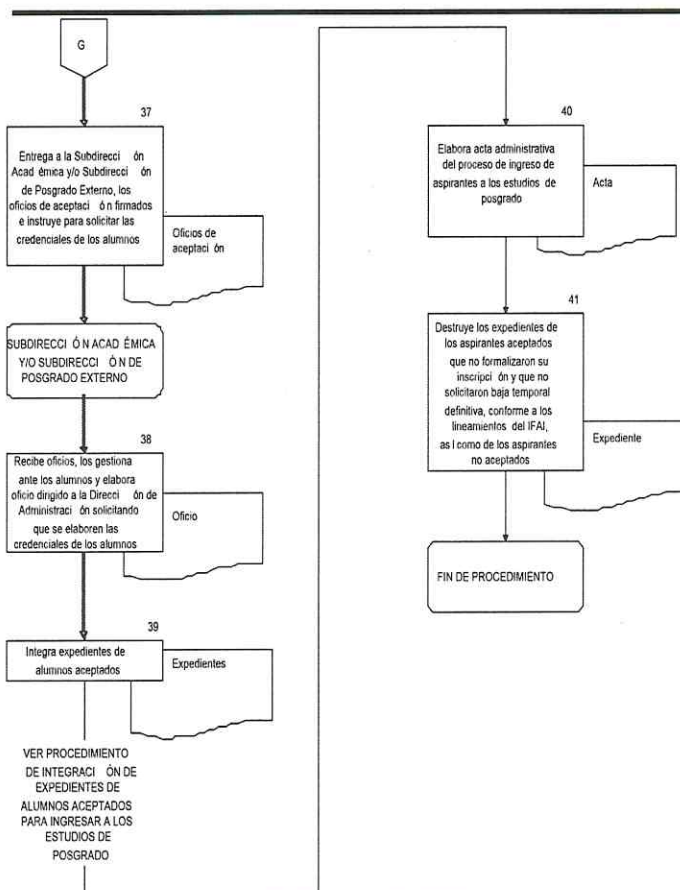 G
37
Entrega a la Subdirecci ón
Acad émica y/o Subdirecci ón
de Posgrado Externo, los
oficios de aceptaci ó n firmados
e instruye para solicitar las
credenciales de los alumnos
Oficios de
aceptaci ón
SUBDIRECCI Ó N ACAD ÉMICA
Y/O SUBDIRECCI Ó N DE
POSGRADO EXTERNO
38
Recibe oficios, los gestiona
ante los alumnos y elabora
oficio dirigido a la Direcci ón de
Administraci ón solicitando
que se elaboren las
credenciales de los alumnos
Oficio
39
Integra expedientes de
alumnos aceptados
Expedientes
VER PROCEDIMIENTO
DE INTEGRACI ÓN DE
EXPEDIENTES DE
ALUMNOS ACEPTADOS
PARA INGRESAR A LOS
ESTUDIOS DE
POSGRADO
40
Elabora acta administrativa
del proceso de ingreso de
aspirantes a los estudios de
posgrado
Acta
41
Destruye los expedientes de
los aspirantes aceptados
que no formalizaron su
inscripci ón y que no
solicitaron baja temporal
definitiva, conforme a los
lineamientos del IFAI,
as í como de los aspirantes
no aceptados
Expediente
FIN DE PROCEDIMIENTO